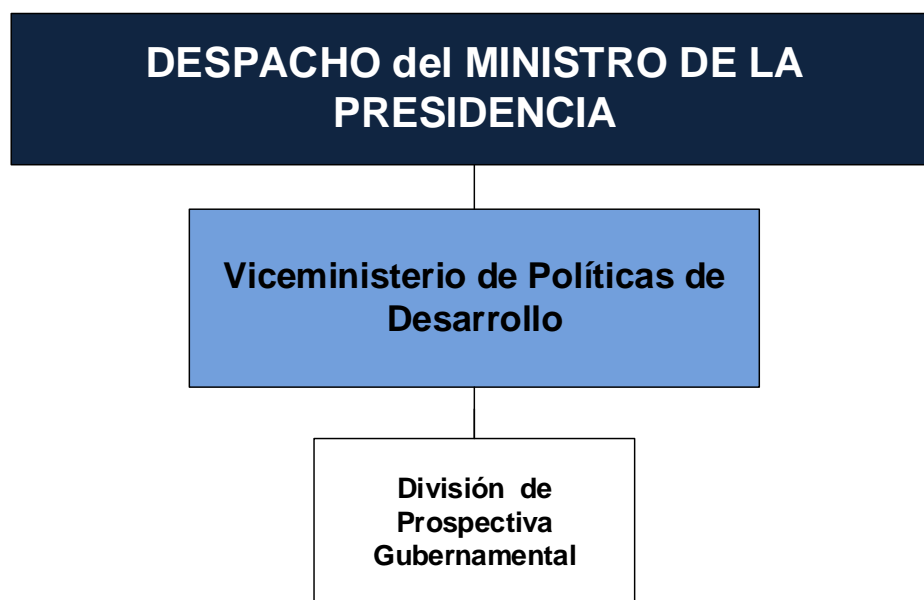 DESPACHO del MINISTRO DE LA
PRESIDENCIA
Viceministerio de Políticas de
Desarrollo
División de
Prospectiva
Gubernamental